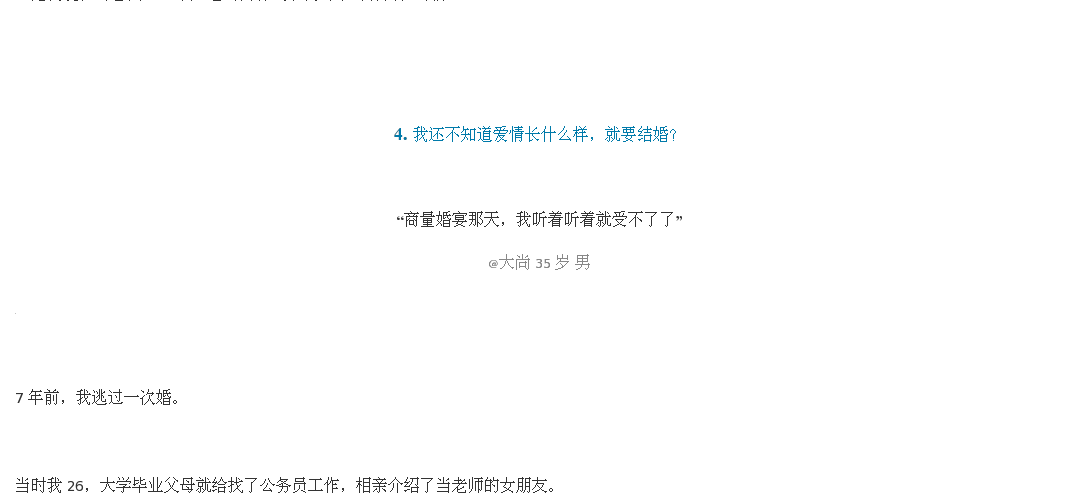 4. 我还不知道爱情长什么样，就要结婚？
“商量婚宴那天，我听着听着就受不了了”
@大尚 35 岁 男
7 年前，我逃过一次婚。
当时我 26，大学毕业父母就给找了公务员工作，相亲介绍了当老师的女朋友。